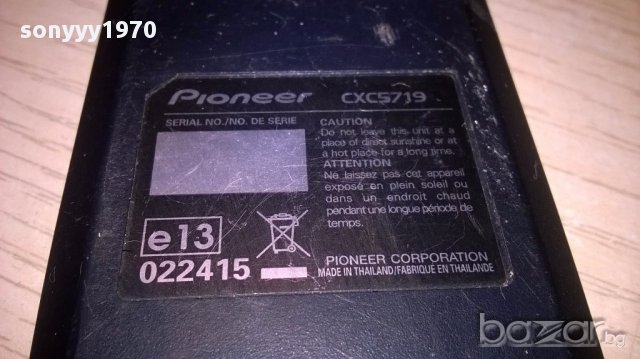 sonyyy1970
Pioneer CXC5719
SERIAL NO./NO. DE SERIE
CAUTION
Do not leave this unit at a
place of direct sunshine or at
a hot place for a long time.
ATTENTION
Ne laissez pas cet appareil
exposé en plein soleil ou
dans un endroit chaud
pendant une longue période de
temps.
e13
022415
PIONEER CORPORATION
MADE IN THAILAND/FABRIQUE EN THAILANDE
bazar.bg